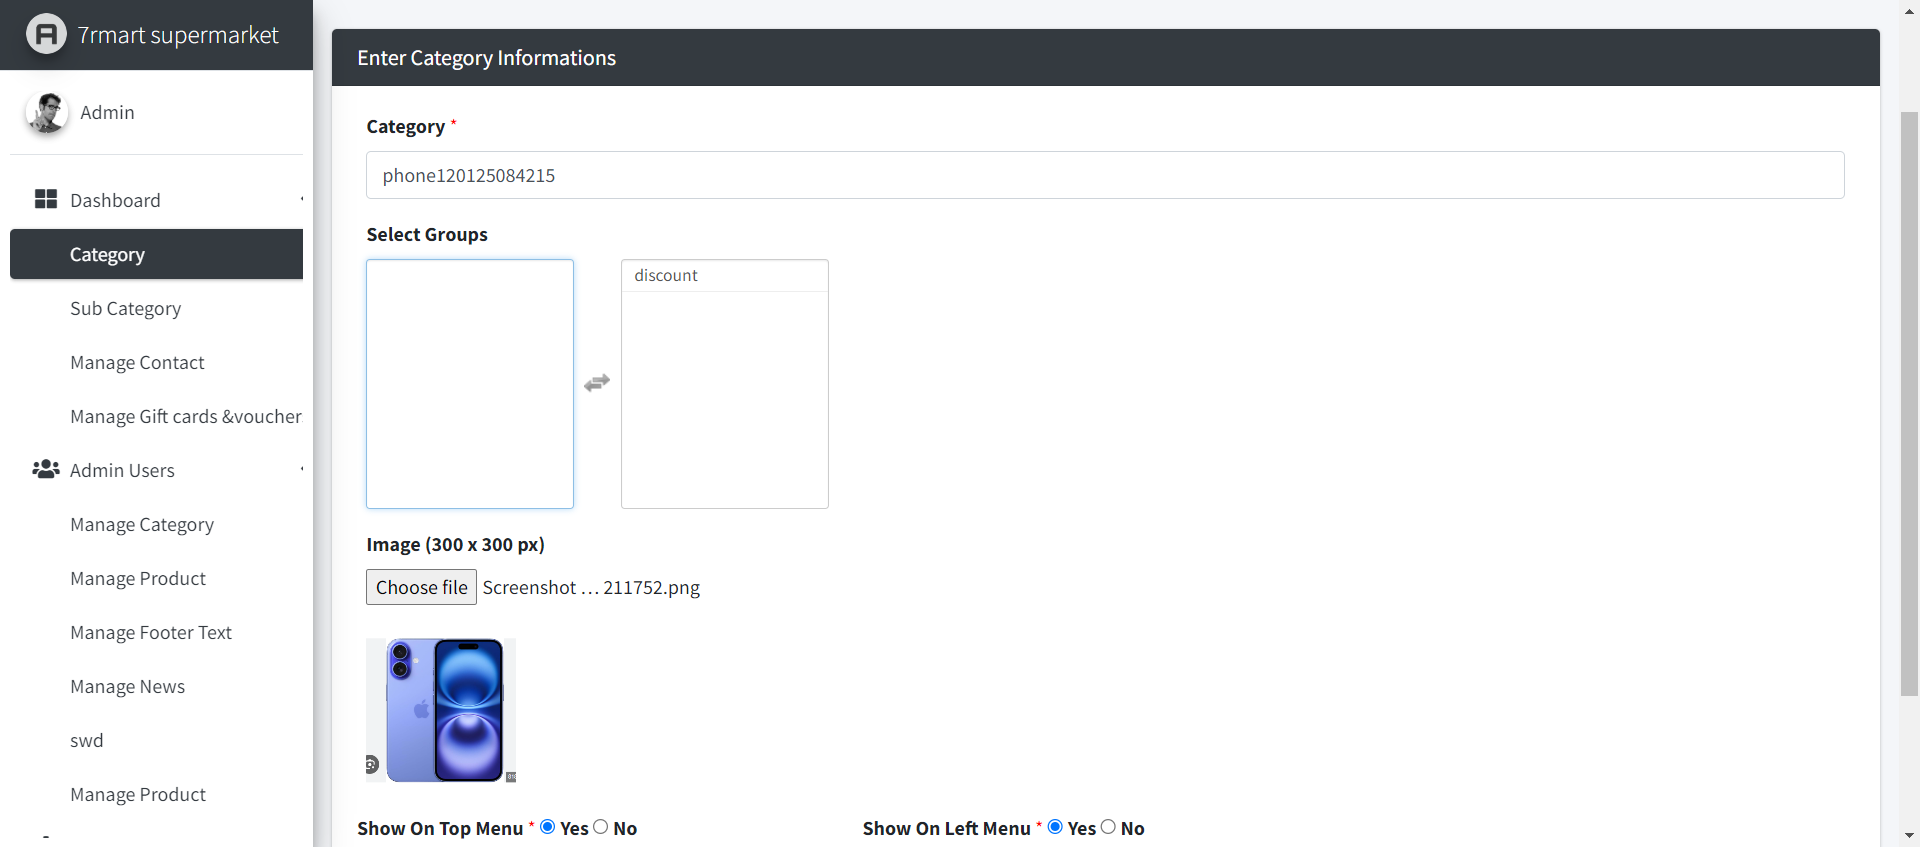 7rmart supermarket
Admin
Dashboard
Category
Sub Category
Manage Contact
Manage Gift cards &voucher
Admin Users
Manage Category
Manage Product
Manage Footer Text
Manage News
swd
Manage Product
Enter Category Informations
Category *
phone120125084215
Select Groups
discount
Image (300 x 300 px)
Choose file Screenshot ... 211752.png
Show On Top Menu * Yes No
Show On Left Menu * Yes No